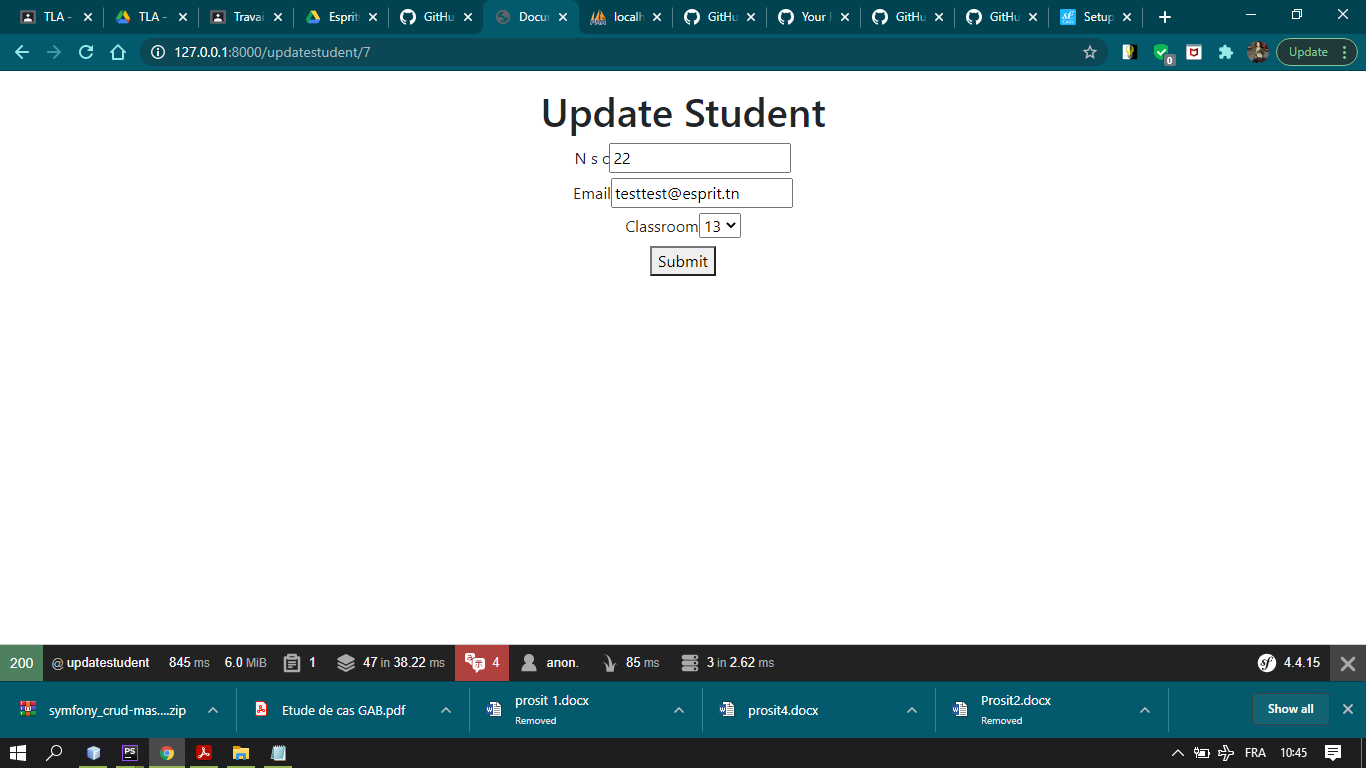 TLA -
TLA -
Travai
Esprit
GitHu
Docu
localh
GitHu
Your
GitHu
GitHu
Setup
127.0.0.1:8000/updatestudent/7
0
Update
Update Student
N s c 22
Email testtest@esprit.tn
Classroom 13
Submit
200 @ updatestudent 845 ms 6.0 MiB 1 47 in 38.22 ms 4 anon. 85 ms 3 in 2.62 ms sf 4.4.15
symfony_crud-mas....zip
Etude de cas GAB.pdf
prosit 1.docx
Removed
prosit4.docx
Prosit2.docx
Removed
Show all
PS
FRA 10:45